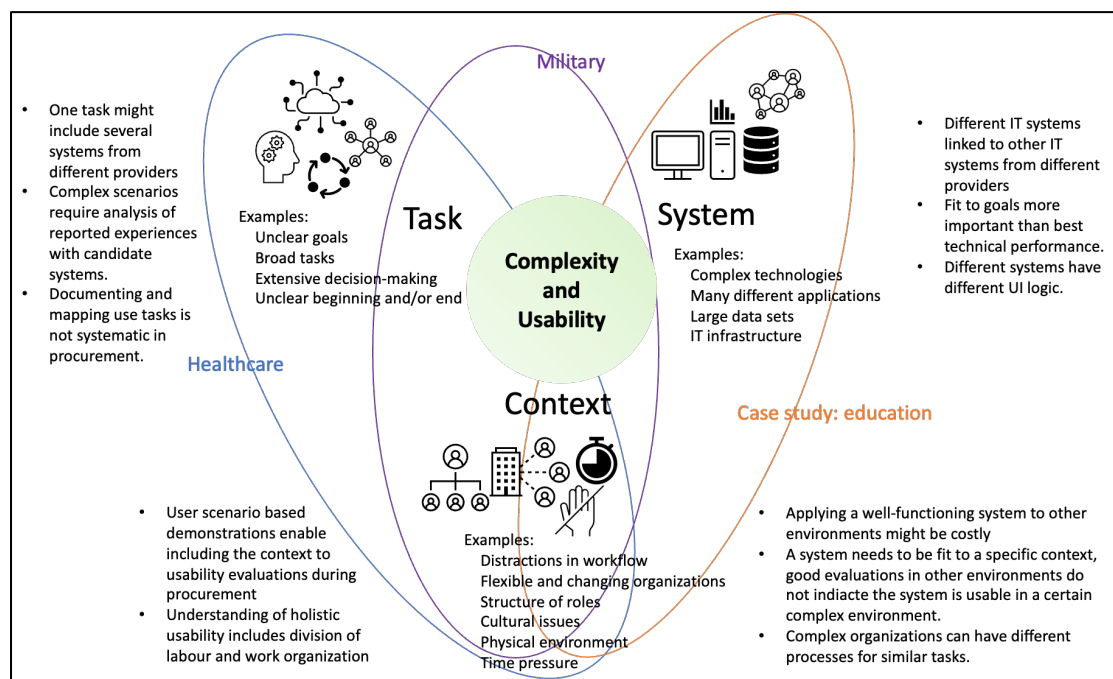 Military
• One task might
include several
systems from
different providers
• Complex scenarios
require analysis of
reported experiences
with candidate
systems.
• Documenting and
mapping use tasks is
not systematic in
procurement.
Task
Examples:
Unclear goals
Broad tasks
Extensive decision-making
Unclear beginning and/or end
Healthcare
Complexity
and
Usability
System
Examples:
Complex technologies
Many different applications
Large data sets
IT infrastructure
• Different IT systems
linked to other IT
systems from different
providers
• Fit to goals more
important than best
technical performance.
• Different systems have
different UI logic.
Case study: education
Context
Examples:
Distractions in workflow
Flexible and changing organizations
Structure of roles
Cultural issues
Physical environment
Time pressure
• User scenario based
demonstrations enable
including the context to
usability evaluations during
procurement
• Understanding of holistic
usability includes division of
labour and work organization
• Applying a well-functioning system to other
environments might be costly
• A system needs to be fit to a specific context,
good evaluations in other environments do
not indiacte the system is usable in a certain
complex environment.
• Complex organizations can have different
processes for similar tasks.